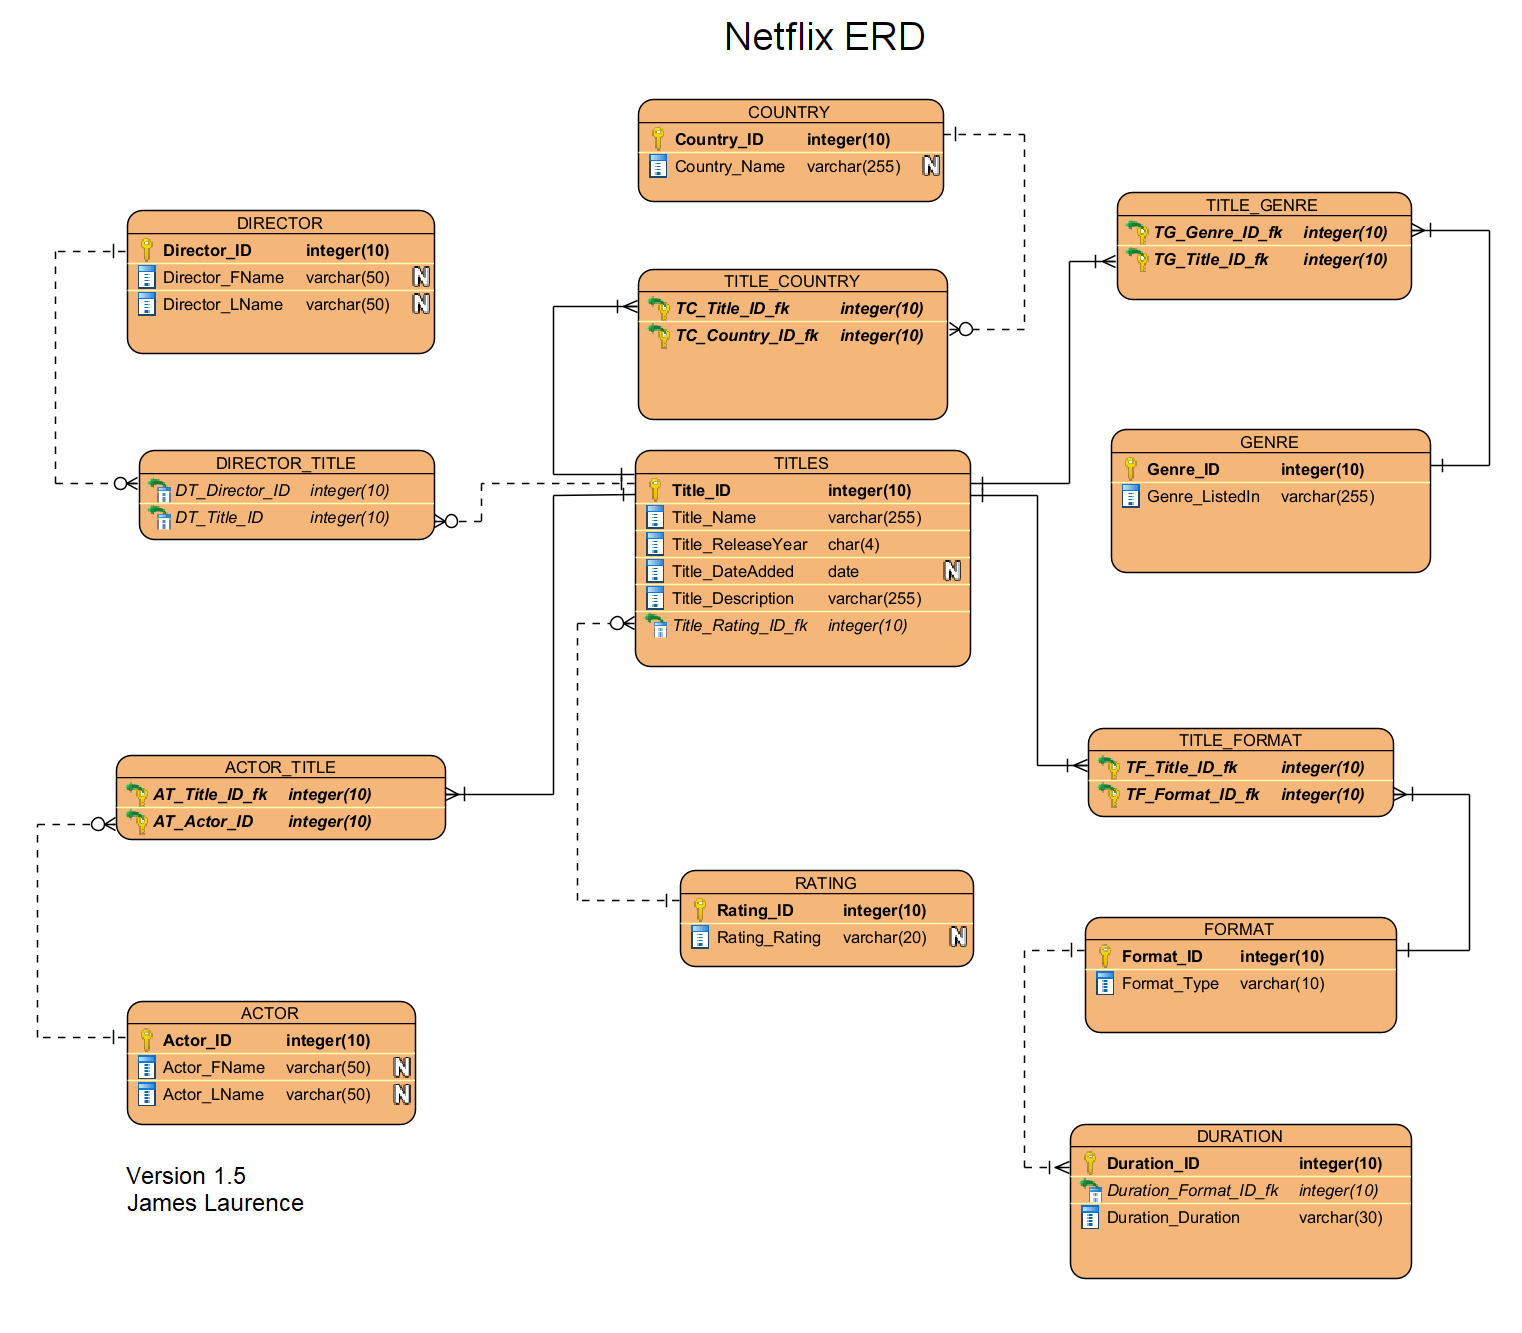 Netflix ERD
COUNTRY
Country_ID integer(10)
Country_Name varchar(255) N
TITLE_GENRE
TG_Genre_ID_fk integer(10)
TG_Title_ID_fk integer(10)
DIRECTOR
Director_ID integer(10)
Director_FName varchar(50) N
Director_LName varchar(50) N
TITLE_COUNTRY
TC_Title_ID_fk integer(10)
TC_Country_ID_fk integer(10)
GENRE
Genre_ID integer(10)
Genre_ListedIn varchar(255)
DIRECTOR_TITLE
DT_Director_ID integer(10)
DT_Title_ID integer(10)
TITLES
Title_ID integer(10)
Title_Name varchar(255)
Title_ReleaseYear char(4)
Title_DateAdded date N
Title_Description varchar(255)
Title_Rating_ID_fk integer(10)
TITLE_FORMAT
TF_Title_ID_fk integer(10)
TF_Format_ID_fk integer(10)
ACTOR_TITLE
AT_Title_ID_fk integer(10)
AT_Actor_ID integer(10)
RATING
Rating_ID integer(10)
Rating_Rating varchar(20) N
FORMAT
Format_ID integer(10)
Format_Type varchar(10)
ACTOR
Actor_ID integer(10)
Actor_FName varchar(50) N
Actor_LName varchar(50) N
DURATION
Duration_ID integer(10)
Duration_Format_ID_fk integer(10)
Duration_Duration varchar(30)
Version 1.5
James Laurence